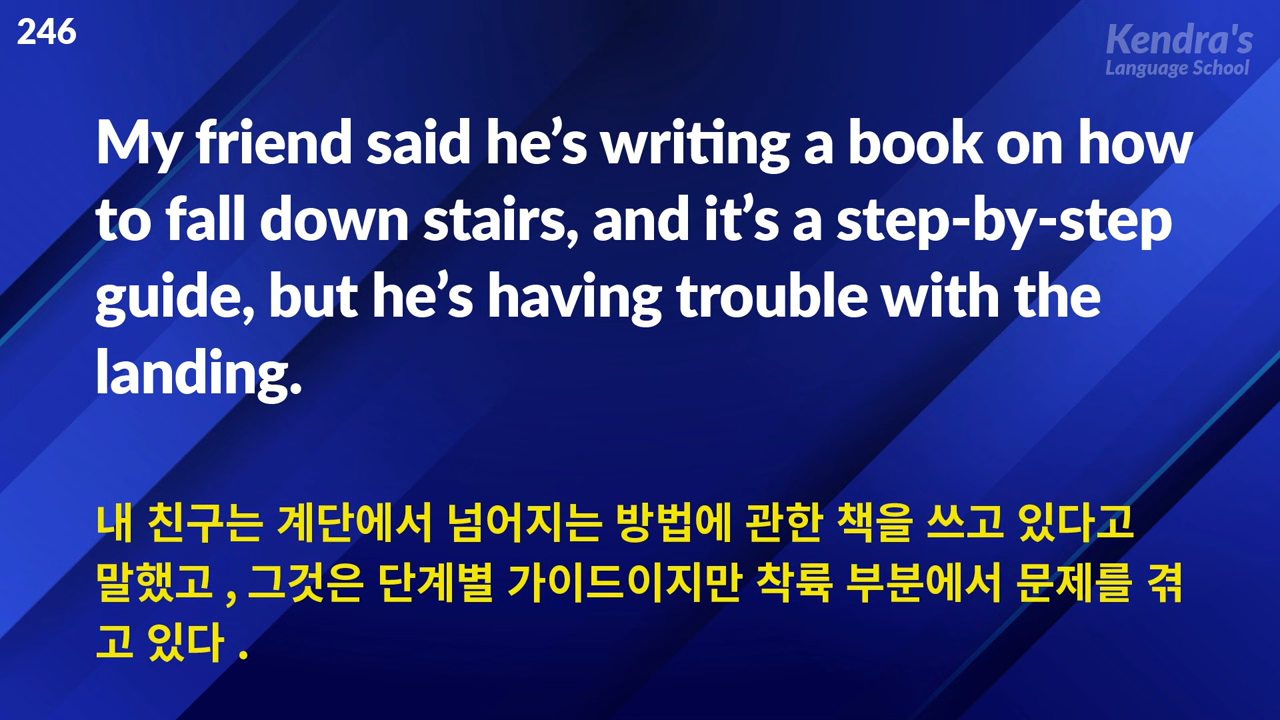 246
Kendra's
Language School
My friend said he’s writing a book on how
to fall down stairs, and it’s a step-by-step
guide, but he’s having trouble with the
landing.
내 친구는 계단에서 넘어지는 방법에 관한 책을 쓰고 있다고
말했고 , 그것은 단계별 가이드이지만 착륙 부분에서 문제를 겪
고 있다 .